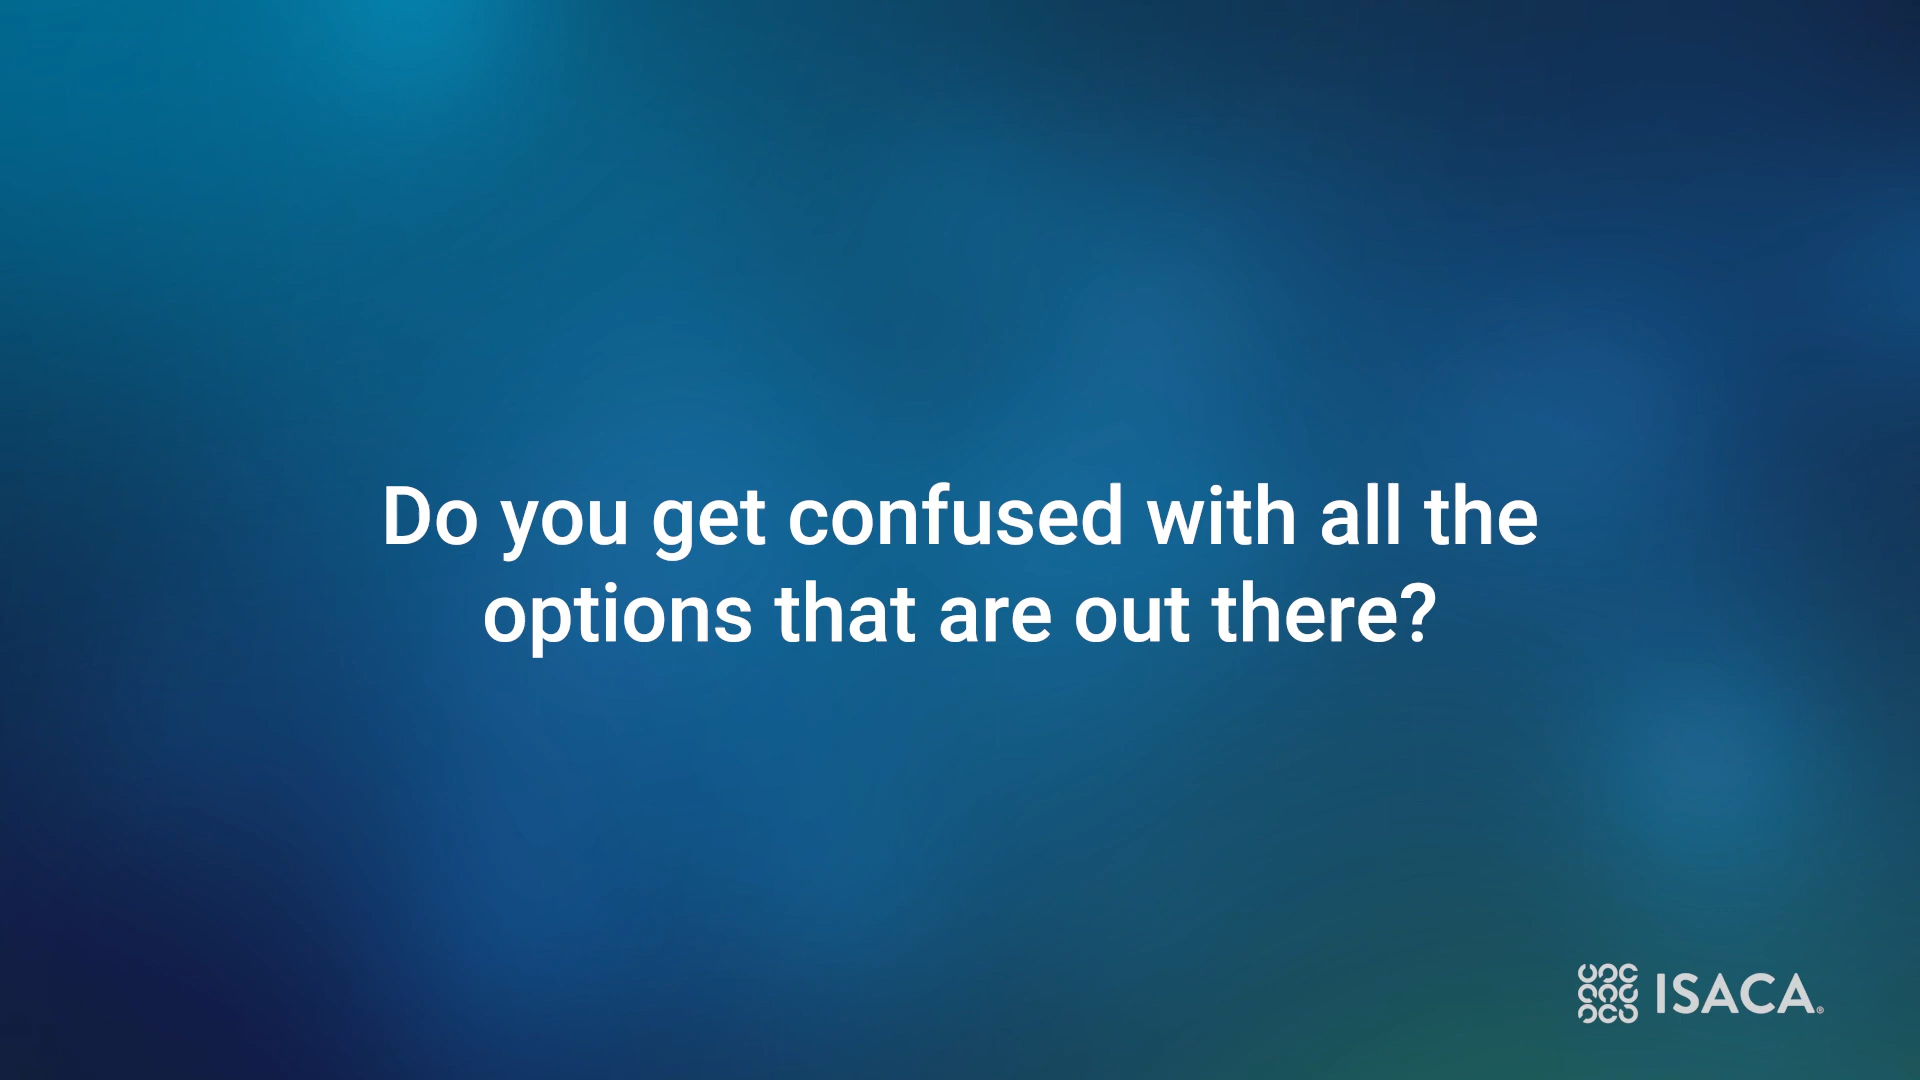 Do you get confused with all the
options that are out there?
ISACA®